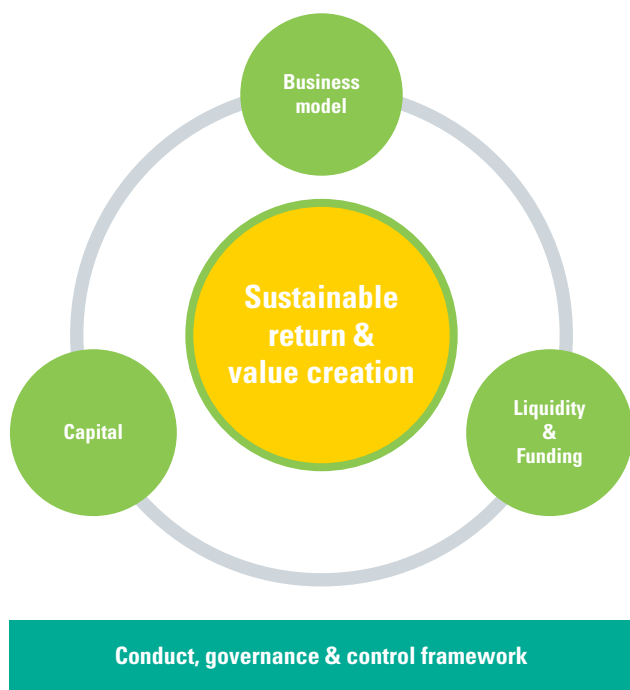 Business
model
Sustainable
return &
value creation
Capital
Liquidity
&
Funding
Conduct, governance & control framework